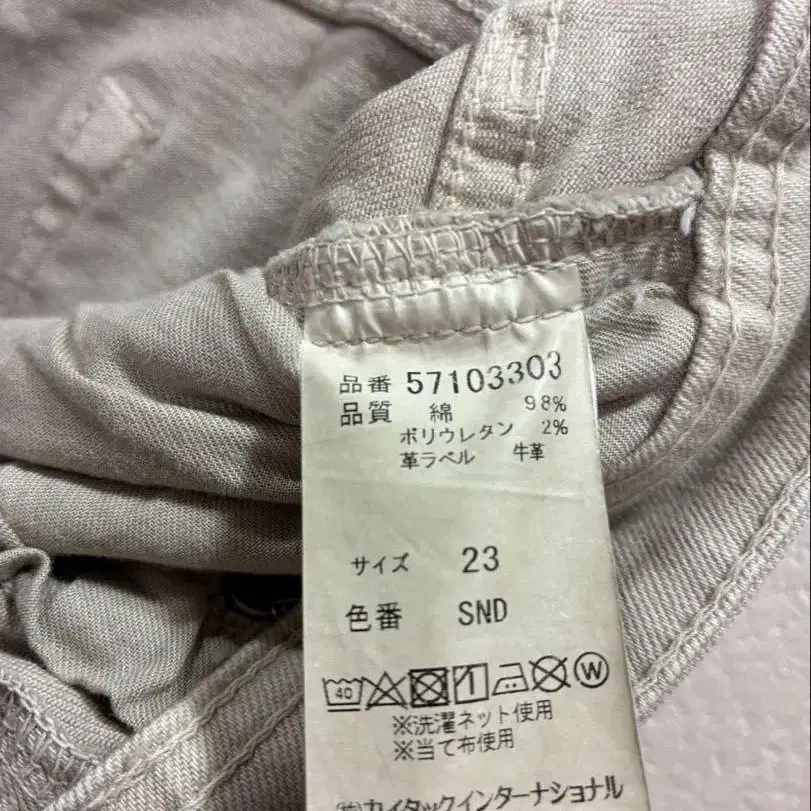 品番 57103303
品質 綿 98%
ポリウレタン 2%
革ラベル 牛革
サイズ 23
色番 SND
40 W
※洗濯ネット使用
※当て布使用
㈱カイタックインターナショナル